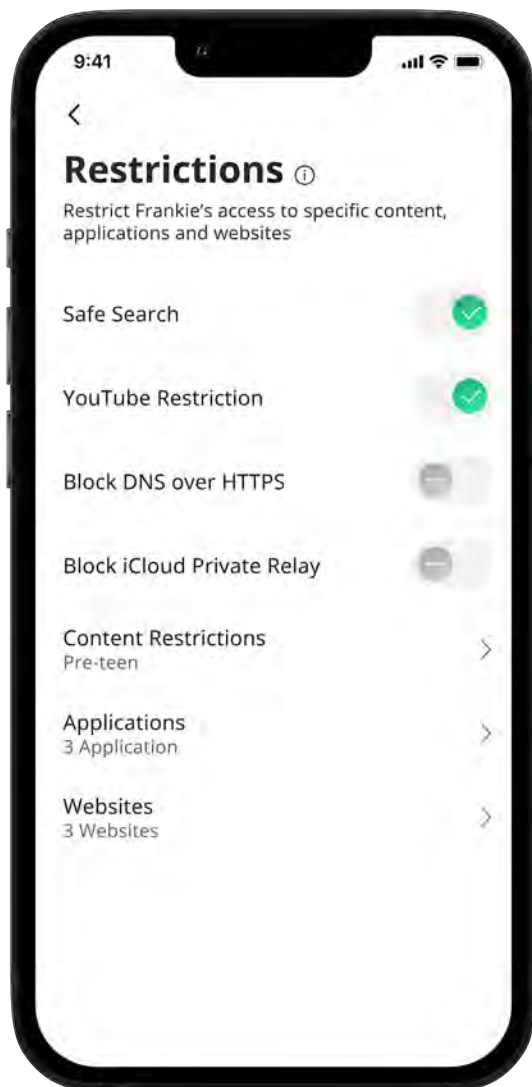 9:41
Restrictions
Restrict Frankie's access to specific content,
applications and websites
Safe Search
YouTube Restriction
Block DNS over HTTPS
Block iCloud Private Relay
Content Restrictions
Pre-teen
Applications
3 Application
Websites
3 Websites